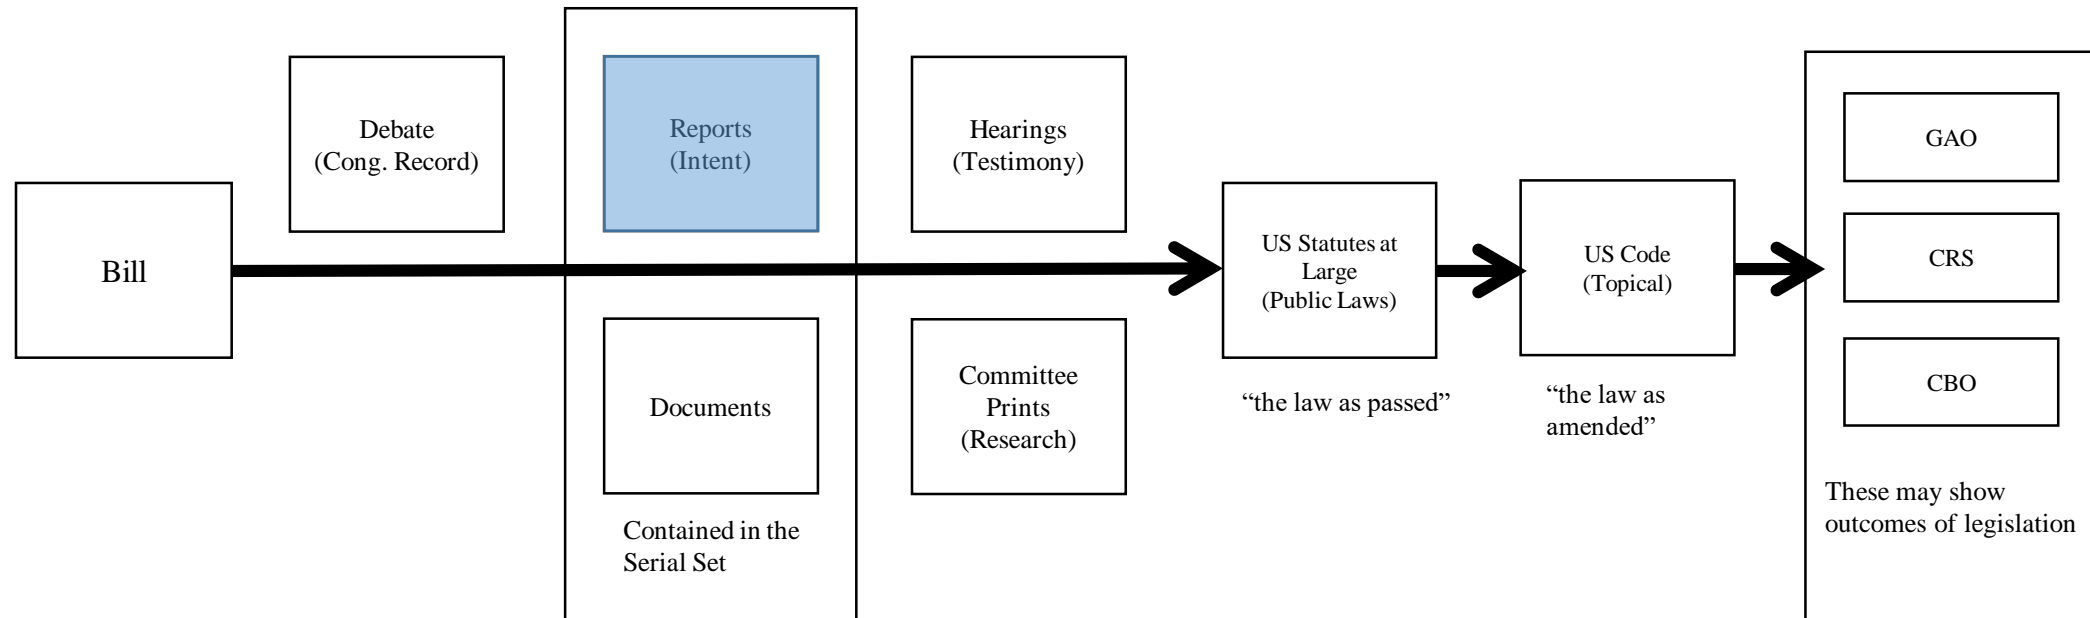 Bill
Debate
(Cong. Record)
Reports
(Intent)
Documents
Contained in the
Serial Set
Hearings
(Testimony)
Committee
Prints
(Research)
US Statutes at
Large
(Public Laws)
“the law as passed”
US Code
(Topical)
“the law as
amended”
GAO
CRS
CBO
These may show
outcomes of legislation